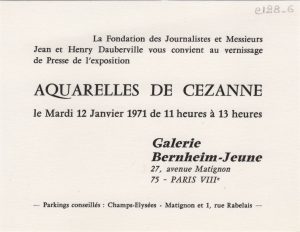 e188_6
La Fondation des Journalistes et Messieurs
Jean et Henry Dauberville vous convient au vernissage
de Presse de l'exposition
AQUARELLES DE CEZANNE
le Mardi 12 Janvier 1971 de 11 heures à 13 heures
Galerie
Bernheim-Jeune
27, avenue Matignon
75 - PARIS VIIIe
— Parkings conseillés : Champs-Elysées - Matignon et 1, rue Rabelais —